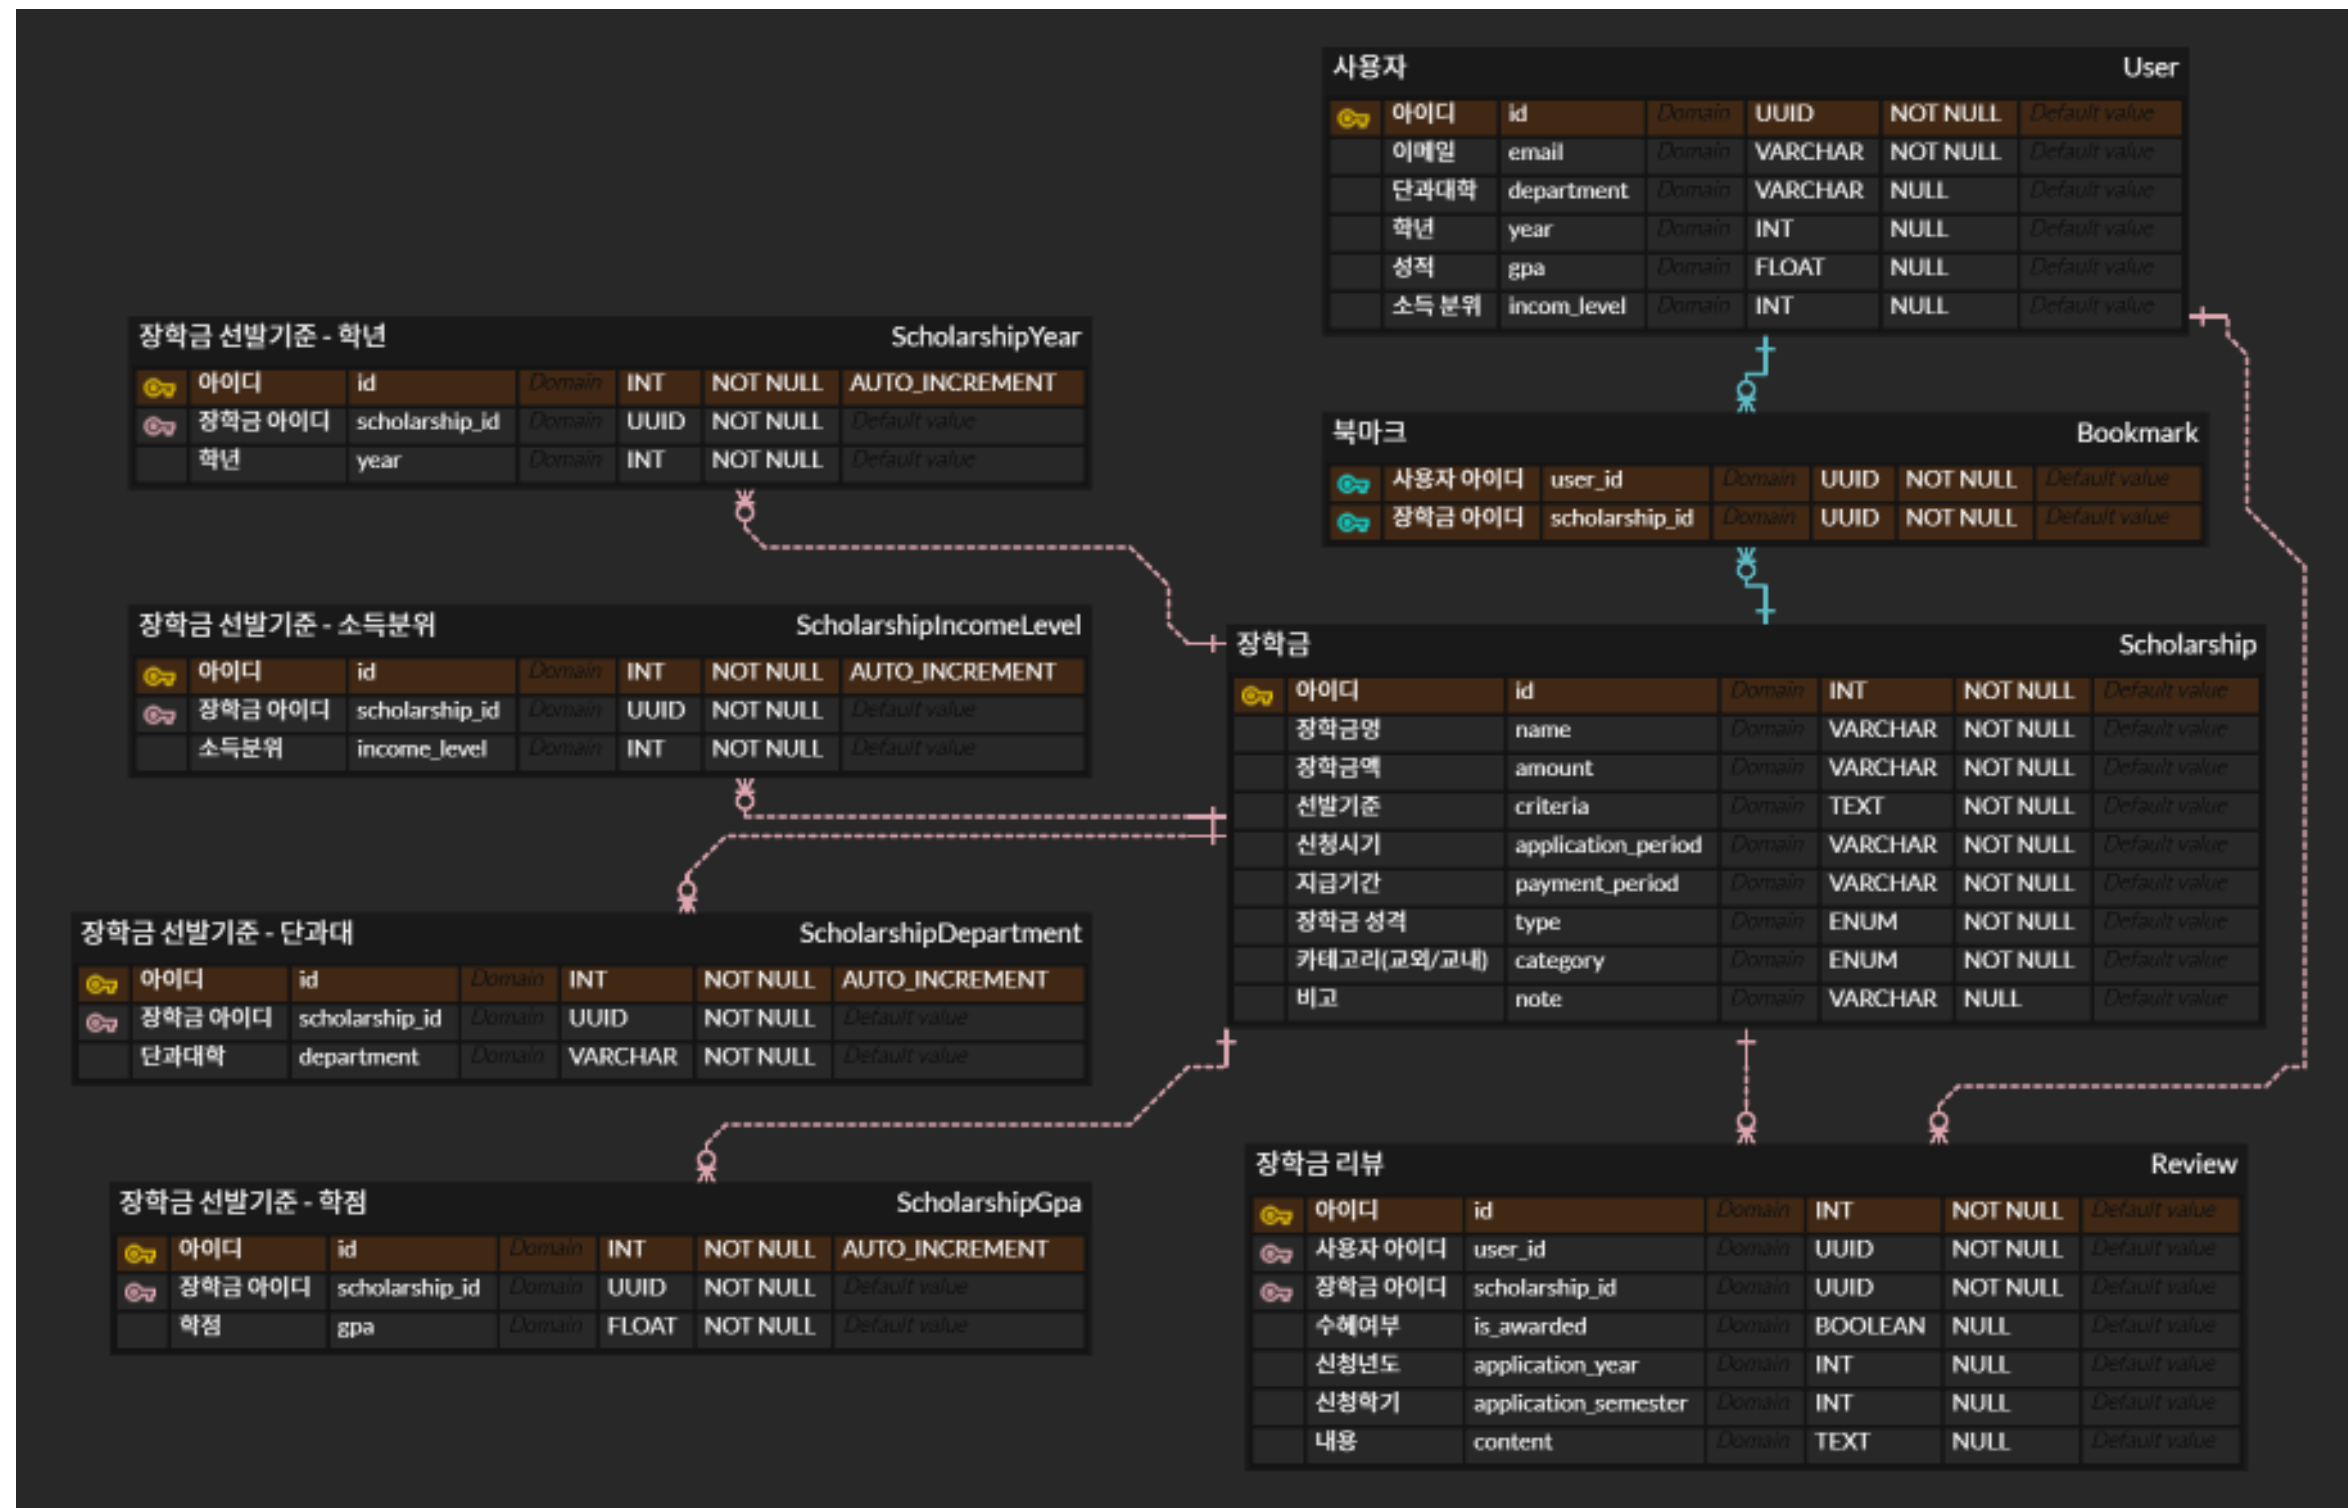 사용자 User
아이디 id Domain UUID NOT NULL Default value
이메일 email Domain VARCHAR NOT NULL Default value
단과대학 department Domain VARCHAR NULL Default value
학년 year Domain INT NULL Default value
성적 gpa Domain FLOAT NULL Default value
소득 분위 incom_level Domain INT NULL Default value
장학금 선발기준 - 학년 ScholarshipYear
아이디 id Domain INT NOT NULL AUTO_INCREMENT
장학금 아이디 scholarship_id Domain UUID NOT NULL Default value
학년 year Domain INT NOT NULL Default value
북마크 Bookmark
사용자 아이디 user_id Domain UUID NOT NULL Default value
장학금 아이디 scholarship_id Domain UUID NOT NULL Default value
장학금 선발기준 - 소득분위 ScholarshipIncomeLevel
아이디 id Domain INT NOT NULL AUTO_INCREMENT
장학금 아이디 scholarship_id Domain UUID NOT NULL Default value
소득분위 income_level Domain INT NOT NULL Default value
장학금 Scholarship
아이디 id Domain INT NOT NULL Default value
장학금명 name Domain VARCHAR NOT NULL Default value
장학금액 amount Domain VARCHAR NOT NULL Default value
선발기준 criteria Domain TEXT NOT NULL Default value
신청시기 application_period Domain VARCHAR NOT NULL Default value
지급기간 payment_period Domain VARCHAR NOT NULL Default value
장학금 성격 type Domain ENUM NOT NULL Default value
카테고리(교외/교내) category Domain ENUM NOT NULL Default value
비고 note Domain VARCHAR NULL Default value
장학금 선발기준 - 단과대 ScholarshipDepartment
아이디 id Domain INT NOT NULL AUTO_INCREMENT
장학금 아이디 scholarship_id Domain UUID NOT NULL Default value
단과대학 department Domain VARCHAR NOT NULL Default value
장학금 선발기준 - 학점 ScholarshipGpa
아이디 id Domain INT NOT NULL AUTO_INCREMENT
장학금 아이디 scholarship_id Domain UUID NOT NULL Default value
학점 gpa Domain FLOAT NOT NULL Default value
장학금 리뷰 Review
아이디 id Domain INT NOT NULL Default value
사용자 아이디 user_id Domain UUID NOT NULL Default value
장학금 아이디 scholarship_id Domain UUID NOT NULL Default value
수혜여부 is_awarded Domain BOOLEAN NULL Default value
신청년도 application_year Domain INT NULL Default value
신청학기 application_semester Domain INT NULL Default value
내용 content Domain TEXT NULL Default value